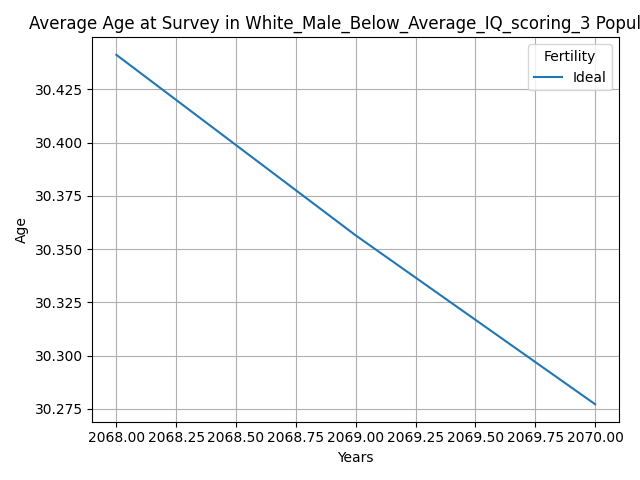 Average Age at Survey in White_Male_Below_Average_IQ_scoring_3 Popul
Fertility
Ideal
30.425
30.400
30.375
30.350
30.325
30.300
30.275
Age
2068.00 2068.25 2068.50 2068.75 2069.00 2069.25 2069.50 2069.75 2070.00
Years